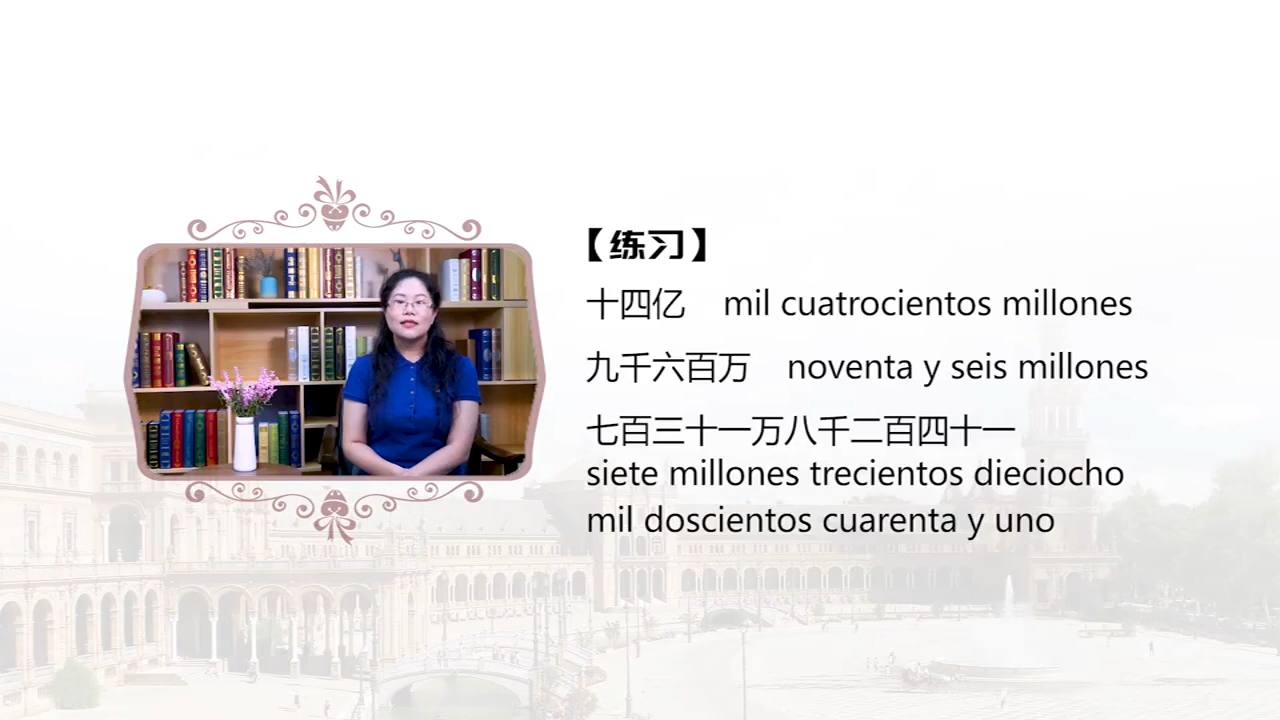 【练习】
十四亿 mil cuatrocientos millones
九千六百万 noventa y seis millones
七百三十一万八千二百四十一
siete millones trecientos dieciocho
mil doscientos cuarenta y uno